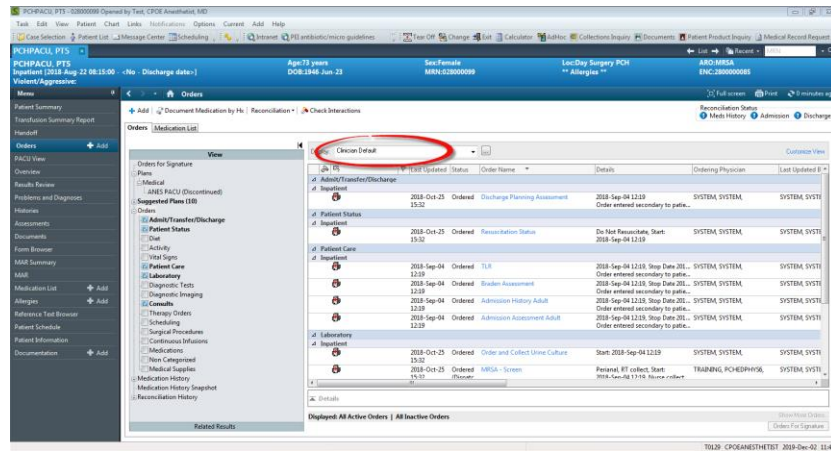 PCHPACU, PTS - 028000099 Opened by Test, CPOE Anesthetist, MD
Task Edit View Patient Chart Links Notifications Options Current Add Help
Case Selection Patient List Message Center Scheduling Intranet PEI antibiotic/micro guidelines Tear Off Change Exit Calculator AdHoc Collections Inquiry Documents Patient Product Inquiry Medical Record Request
PCHPACU, PTS List Recent MRN
PCHPACU, PTS Age:73 years Sex:Female Loc:Day Surgery PCH ARO:MRSA
Inpatient [2018-Aug-22 08:15:00 - <No - Discharge date>] DOB:1946-Jun-23 MRN:028000099 ** Allergies ** ENC:2800000085
Violent/Aggressive:
Menu Orders Full screen Print 0 minutes ag
Patient Summary
Transfusion Summary Report
Handoff
Orders Add
PACU View
Overview
Results Review
Problems and Diagnoses
Histories
Assessments
Documents
Form Browser
MAR Summary
MAR
Medication List Add
Allergies Add
Reference Text Browser
Patient Schedule
Patient Information
Documentation Add
Add Document Medication by Hx Reconciliation Check Interactions
Reconciliation Status
Meds History Admission Discharge
Orders Medication List
View
Orders for Signature
Plans
Medical
ANES PACU (Discontinued)
Suggested Plans (10)
Orders
Admit/Transfer/Discharge
Patient Status
Diet
Activity
Vital Signs
Patient Care
Laboratory
Diagnostic Tests
Diagnostic Imaging
Consults
Therapy Orders
Scheduling
Surgical Procedures
Continuous Infusions
Medications
Non Categorized
Medical Supplies
Medication History
Medication History Snapshot
Reconciliation History
Related Results
Clinician Default Customize View
Last Updated Status Order Name Details Ordering Physician Last Updated B
Admit/Transfer/Discharge
Inpatient
2018-Oct-25 15:32 Ordered Discharge Planning Assessment 2018-Sep-04 12:19 SYSTEM, SYSTEM, SYSTEM, SYSTE
Order entered secondary to patie...
Patient Status
Inpatient
2018-Oct-25 15:32 Ordered Resuscitation Status Do Not Resuscitate, Start: 2018-Sep-04 12:19 SYSTEM, SYSTEM, SYSTEM, SYSTE
Patient Care
Inpatient
2018-Sep-04 12:19 Ordered TLR 2018-Sep-04 12:19, Stop Date 201... SYSTEM, SYSTEM, SYSTEM, SYSTE
Order entered secondary to patie...
2018-Sep-04 12:19 Ordered Braden Assessment 2018-Sep-04 12:19, Stop Date 201... SYSTEM, SYSTEM, SYSTEM, SYSTE
Order entered secondary to patie...
2018-Sep-04 12:19 Ordered Admission History Adult 2018-Sep-04 12:19, Stop Date 201... SYSTEM, SYSTEM, SYSTEM, SYSTE
Order entered secondary to patie...
2018-Sep-04 12:19 Ordered Admission Assessment Adult 2018-Sep-04 12:19, Stop Date 201... SYSTEM, SYSTEM, SYSTEM, SYSTE
Order entered secondary to patie...
Laboratory
Inpatient
2018-Oct-25 15:32 Ordered Order and Collect Urine Culture Start: 2018-Sep-04 12:19 SYSTEM, SYSTEM, SYSTEM, SYSTE
2018-Oct-25 15:32 Ordered MRSA - Screen Perianal, RT collect, Start: TRAINING, PCHEDPHYS6, SYSTEM, SYSTE
Details
Displayed: All Active Orders | All Inactive Orders
Show More Orders
Orders For Signature
T0129 CPOEANESTHETIST 2019-Dec-02 11:4